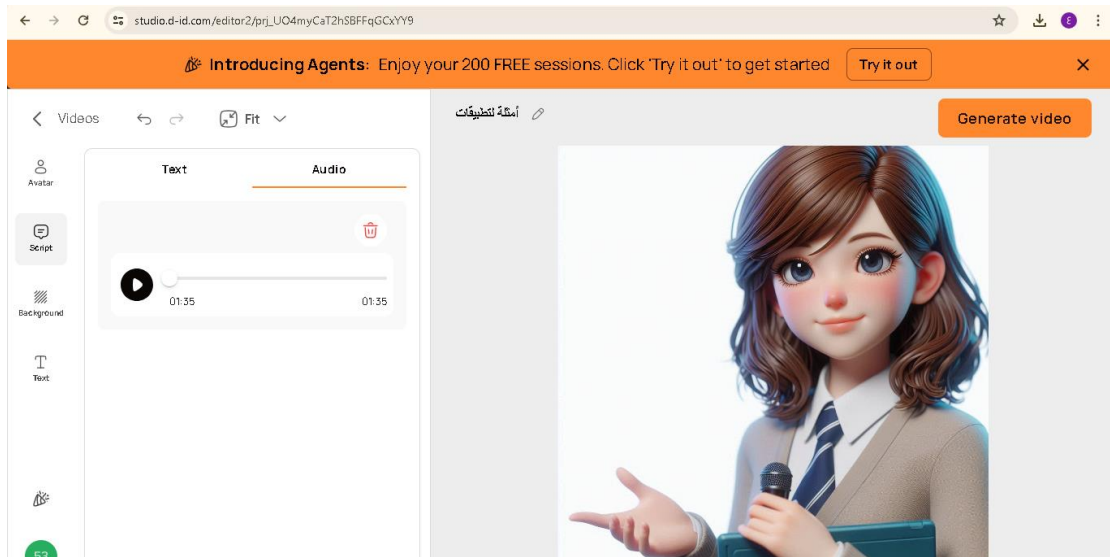 studio.d-id.com/editor2/prj_UO4myCaT2hSBFFqGCxYY9
Introducing Agents: Enjoy your 200 FREE sessions. Click 'Try it out' to get started
Try it out
Videos
Fit
أمثلة لتطبيقات
Generate video
Avatar
Text
Audio
Script
01:35
01:35
Background
Text
53